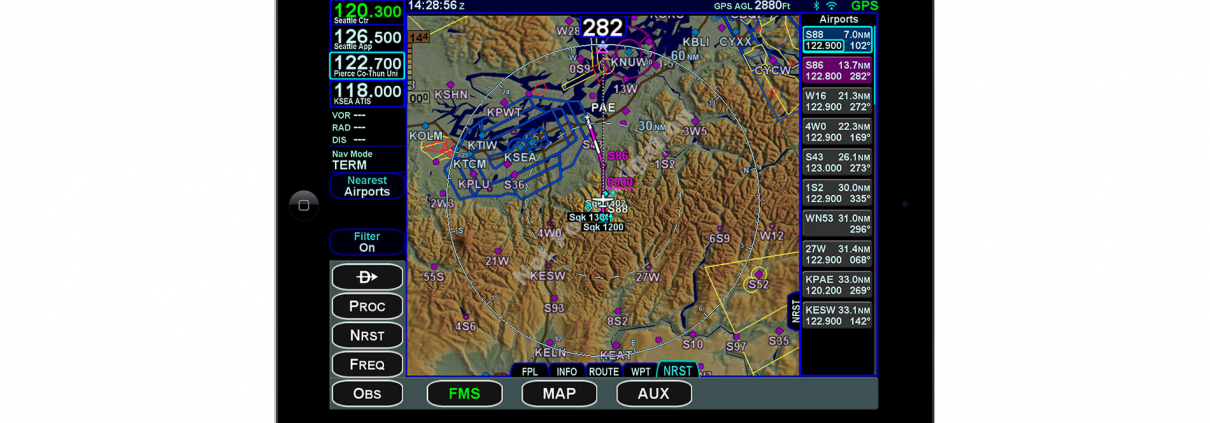 120.300
Seattle Ctr
126.500
Seattle App
122.700
Pierce Co-Thun Uni
118.000
KSEA ATIS
VOR ---
RAD ---
DIS ---
Nav Mode
TERM
Nearest
Airports
Filter
On
D
PROC
NRST
FREQ
OBS
14:28:56 Z
GPS AGL 2880Ft
GPS
282
W28
KBLI
CYXX
CYCW
60 NM
KNUW
0S9
13W
KSHN
KPWT
PAE
30 NM
3W5
KOLM
KTIW
KSEA
S86
1S2
KTCM
KPLU
S36
2W3
S88
Sqk 1200
4W0
6S9
W12
21W
55S
KESW
27W
S52
S93
4S6
8S2
KELN
KEAT
S10
S97
S35
FPL
INFO
ROUTE
WPT
NRST
NRST
FMS
MAP
AUX
Airports
S88 7.0NM
122.900 102°
S86 13.7NM
122.800 282°
W16 21.3NM
122.900 272°
4W0 22.3NM
122.900 169°
S43 26.1NM
123.000 273°
1S2 30.0NM
122.900 335°
WN53 31.0NM
296°
27W 31.4NM
122.900 068°
KPAE 33.0NM
120.200 269°
KESW 33.1NM
122.900 142°